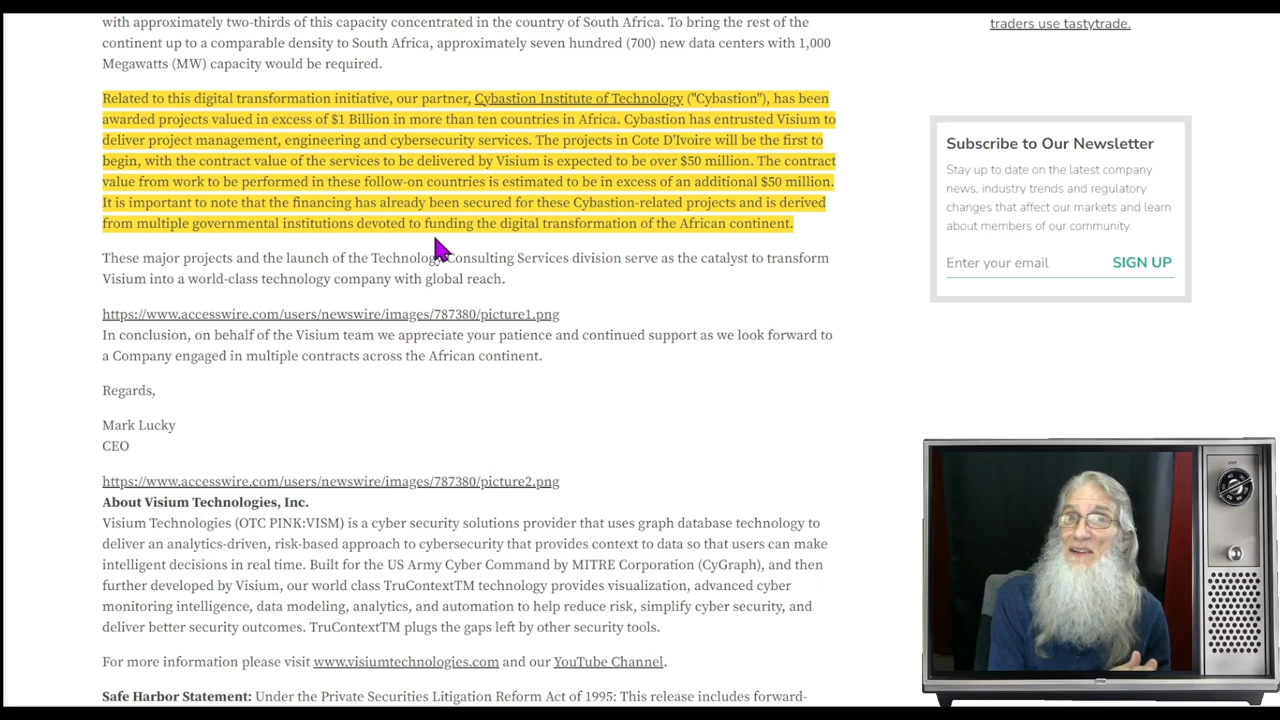 with approximately two-thirds of this capacity concentrated in the country of South Africa. To bring the rest of the
continent up to a comparable density to South Africa, approximately seven hundred (700) new data centers with 1,000
Megawatts (MW) capacity would be required.
Related to this digital transformation initiative, our partner, Cybastion Institute of Technology ("Cybastion"), has been
awarded projects valued in excess of $1 Billion in more than ten countries in Africa. Cybastion has entrusted Visium to
deliver project management, engineering and cybersecurity services. The projects in Cote D'Ivoire will be the first to
begin, with the contract value of the services to be delivered by Visium is expected to be over $50 million. The contract
value from work to be performed in these follow-on countries is estimated to be in excess of an additional $50 million.
It is important to note that the financing has already been secured for these Cybastion-related projects and is derived
from multiple governmental institutions devoted to funding the digital transformation of the African continent.
These major projects and the launch of the Technology Consulting Services division serve as the catalyst to transform
Visium into a world-class technology company with global reach.
https://www.accesswire.com/users/newswire/images/787380/picture1.png
In conclusion, on behalf of the Visium team we appreciate your patience and continued support as we look forward to
a Company engaged in multiple contracts across the African continent.
Regards,
Mark Lucky
CEO
https://www.accesswire.com/users/newswire/images/787380/picture2.png
About Visium Technologies, Inc.
Visium Technologies (OTC PINK:VISM) is a cyber security solutions provider that uses graph database technology to
deliver an analytics-driven, risk-based approach to cybersecurity that provides context to data so that users can make
intelligent decisions in real time. Built for the US Army Cyber Command by MITRE Corporation (CyGraph), and then
further developed by Visium, our world class TruContextTM technology provides visualization, advanced cyber
monitoring intelligence, data modeling, analytics, and automation to help reduce risk, simplify cyber security, and
deliver better security outcomes. TruContextTM plugs the gaps left by other security tools.
For more information please visit www.visiumtechnologies.com and our YouTube Channel.
Safe Harbor Statement: Under the Private Securities Litigation Reform Act of 1995: This release includes forward-
traders use tastytrade.
Subscribe to Our Newsletter
Stay up to date on the latest company
news, industry trends and regulatory
changes that affect our markets and learn
about members of our community.
Enter your email SIGN UP